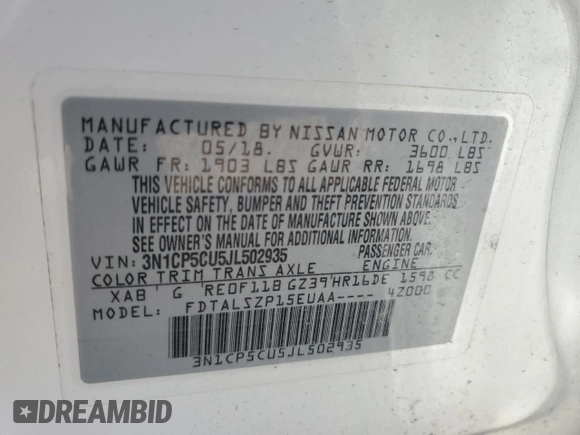 MANUFACTURED BY NISSAN MOTOR CO.,LTD.
DATE: 05/18. GVWR: 3600 LBS
GAWR FR: 1903 LBS GAWR RR: 1698 LBS
THIS VEHICLE CONFORMS TO ALL APPLICABLE FEDERAL MOTOR
VEHICLE SAFETY, BUMPER AND THEFT PREVENTION STANDARDS
IN EFFECT ON THE DATE OF MANUFACTURE SHOWN ABOVE.
SEE OWNER'S MANUAL FOR ADDITIONAL INFORMATION.
VIN: 3N1CP5CU5JL502935 PASSENGER CAR.
COLOR TRIM TRANS AXLE ENGINE
XAB G RE0F11B GZ39 HR16DE 1598 CC
MODEL: FDTALSZP15EUAA---- 4Z000
3N1CP5CU5JL502935
DREAMBID